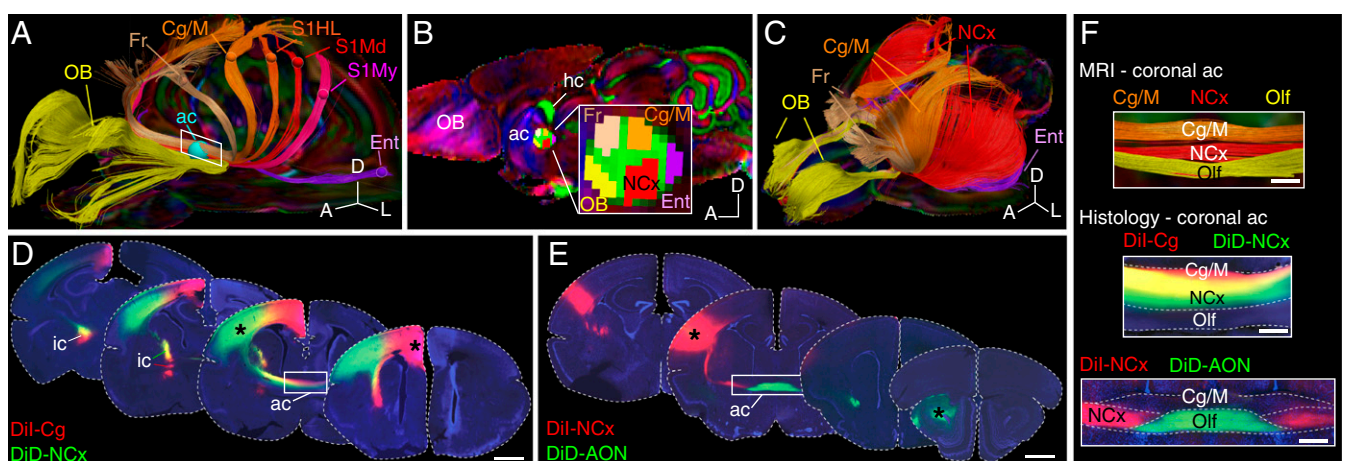 A
Cg/M
Fr
S1HL
S1Md
S1My
OB
ac
Ent
D
A
L
B
hc
OB
ac
Fr
Cg/M
NCx
OB
Ent
D
A
C
Cg/M
NCx
Fr
OB
Ent
D
A
L
D
ic
ic
*
*
ac
DiI-Cg
DiD-NCx
E
*
*
ac
DiI-NCx
DiD-AON
F
MRI - coronal ac
Cg/M NCx Olf
Cg/M
NCx
Olf
Histology - coronal ac
DiI-Cg DiD-NCx
Cg/M
NCx
Olf
DiI-NCx DiD-AON
Cg/M
NCx
Olf